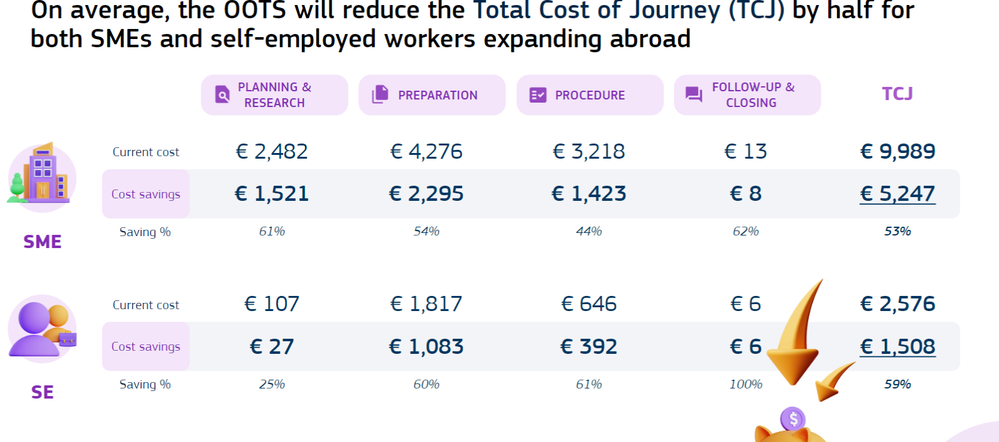 On average, the OOTS will reduce the Total Cost of Journey (TCJ) by half for
both SMEs and self-employed workers expanding abroad
PLANNING &
RESEARCH
PREPARATION
PROCEDURE
FOLLOW-UP &
CLOSING
TCJ
Current cost € 2,482 € 4,276 € 3,218 € 13 € 9,989
Cost savings € 1,521 € 2,295 € 1,423 € 8 € 5,247
Saving % 61% 54% 44% 62% 53%
SME
Current cost € 107 € 1,817 € 646 € 6 € 2,576
Cost savings € 27 € 1,083 € 392 € 6 € 1,508
Saving % 25% 60% 61% 100% 59%
SE
$